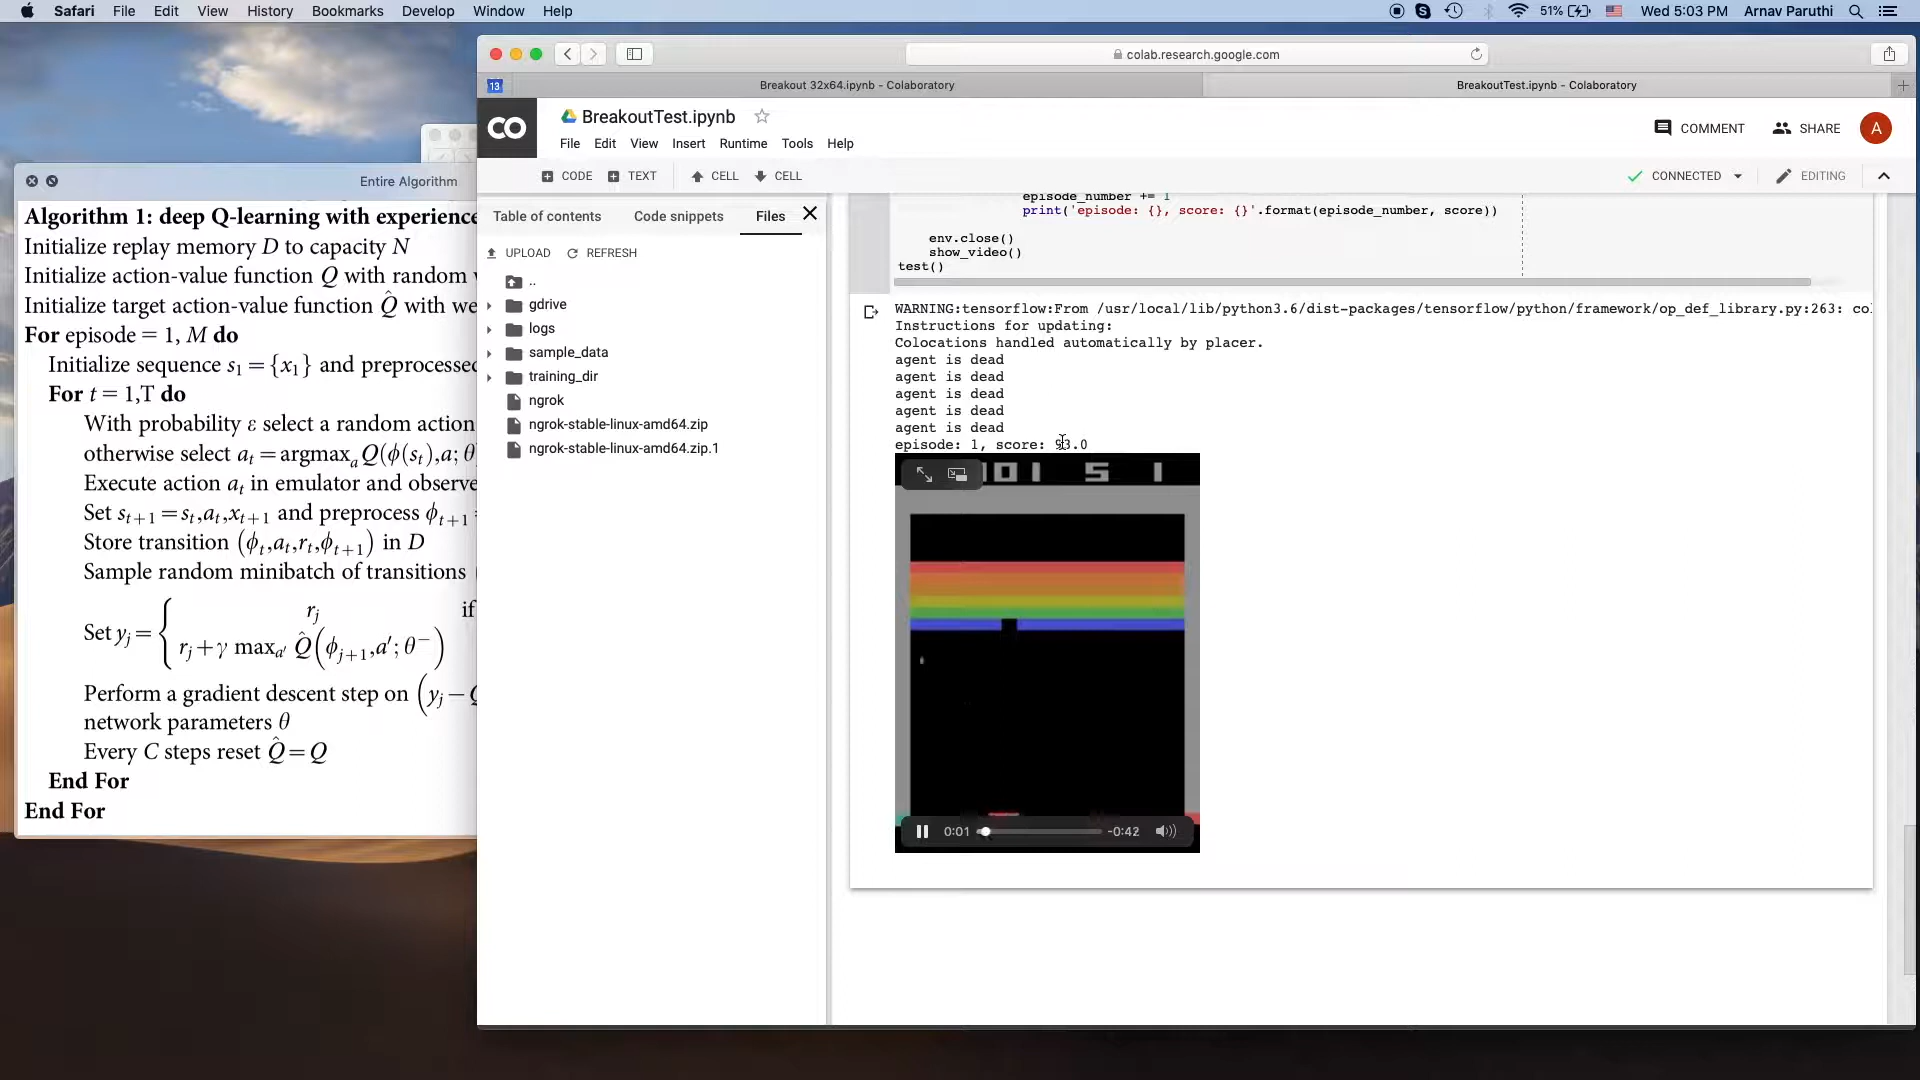 Safari File Edit View History Bookmarks Develop Window Help
51% Wed 5:03 PM Arnav Paruthi
colab.research.google.com
13 Breakout 32x64.ipynb - Colaboratory BreakoutTest.ipynb - Colaboratory
CO BreakoutTest.ipynb
COMMENT SHARE A
File Edit View Insert Runtime Tools Help
CODE TEXT CELL CELL CONNECTED EDITING
Entire Algorithm
Algorithm 1: deep Q-learning with experience
Initialize replay memory D to capacity N
Initialize action-value function Q with random
Initialize target action-value function Q̂ with
For episode = 1, M do
Initialize sequence s₁ = {x₁} and preprocessed
For t = 1,T do
With probability ε select a random action
otherwise select aₜ = argmaxₐ Q(ϕ(sₜ),a; θ
Execute action aₜ in emulator and observe
Set sₜ₊₁ = sₜ,aₜ,xₜ₊₁ and preprocess ϕₜ₊₁ =
Store transition (ϕₜ,aₜ,rₜ,ϕₜ₊₁) in D
Sample random minibatch of transitions (
Set yⱼ = { rⱼ if
rⱼ + γ maxₐ′ Q̂(ϕⱼ₊₁,a′; θ⁻)
Perform a gradient descent step on (yⱼ − Q
network parameters θ
Every C steps reset Q̂ = Q
End For
End For
Table of contents Code snippets Files
UPLOAD REFRESH
..
gdrive
logs
sample_data
training_dir
ngrok
ngrok-stable-linux-amd64.zip
ngrok-stable-linux-amd64.zip.1
episode_number += 1
print('episode: {}, score: {}'.format(episode_number, score))
env.close()
show_video()
test()
WARNING:tensorflow:From /usr/local/lib/python3.6/dist-packages/tensorflow/python/framework/op_def_library.py:263:
Instructions for updating:
Colocations handled automatically by placer.
agent is dead
agent is dead
agent is dead
agent is dead
agent is dead
episode: 1, score:
5 1
0:01 -0:42